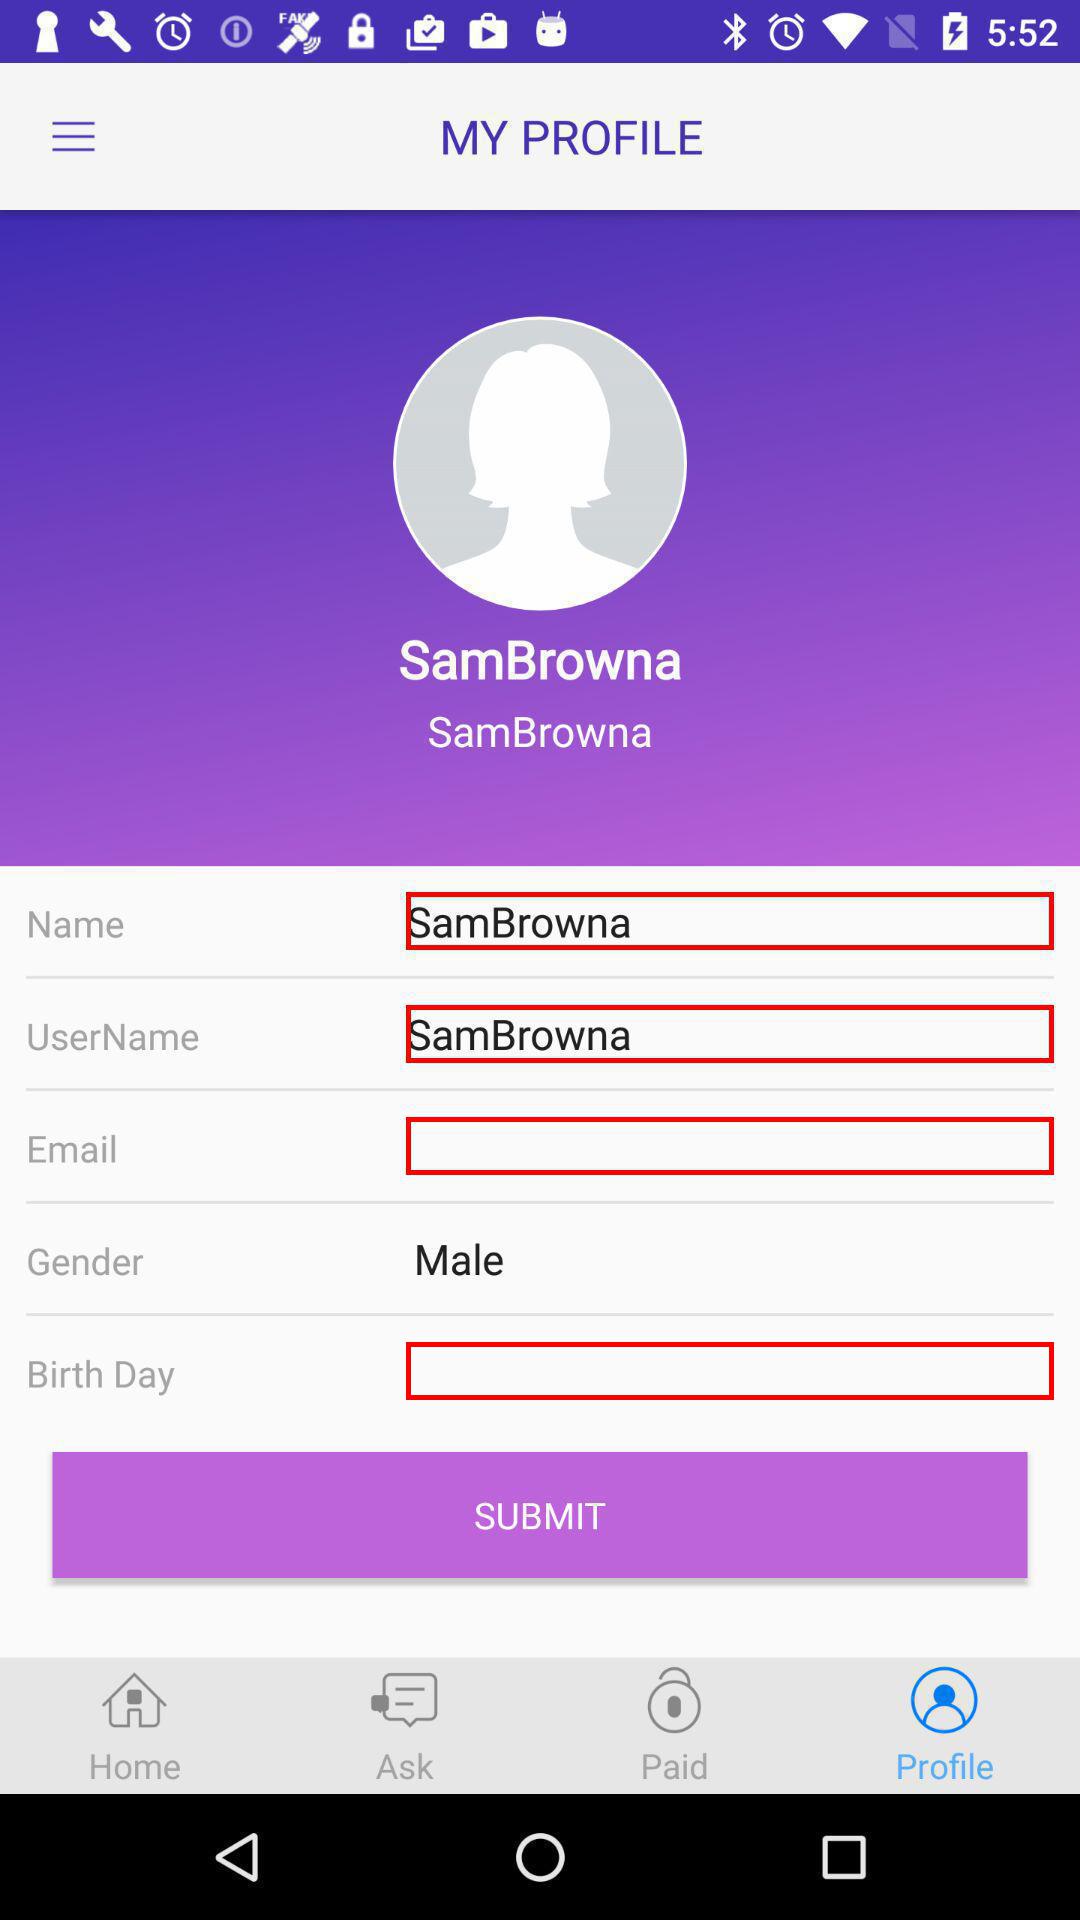 FAKE
5:52
MY PROFILE
SamBrowna
SamBrowna
Name SamBrowna
UserName SamBrowna
Email
Gender Male
Birth Day
SUBMIT
Home Ask Paid Profile